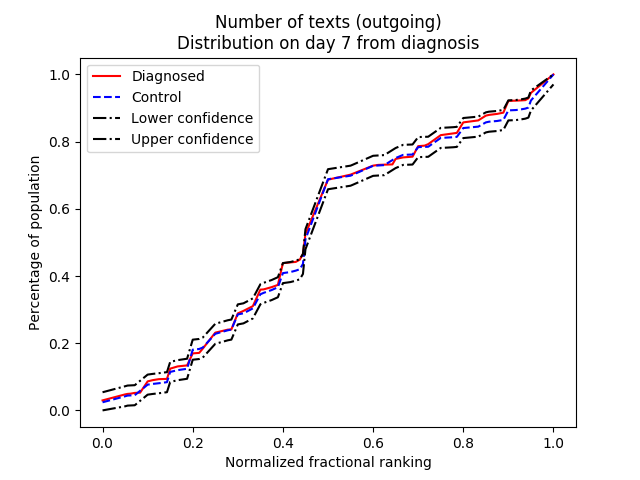 Number of texts (outgoing)
Distribution on day 7 from diagnosis
Diagnosed
Control
Lower confidence
Upper confidence
Percentage of population
1.0
0.8
0.6
0.4
0.2
0.0
0.0 0.2 0.4 0.6 0.8 1.0
Normalized fractional ranking